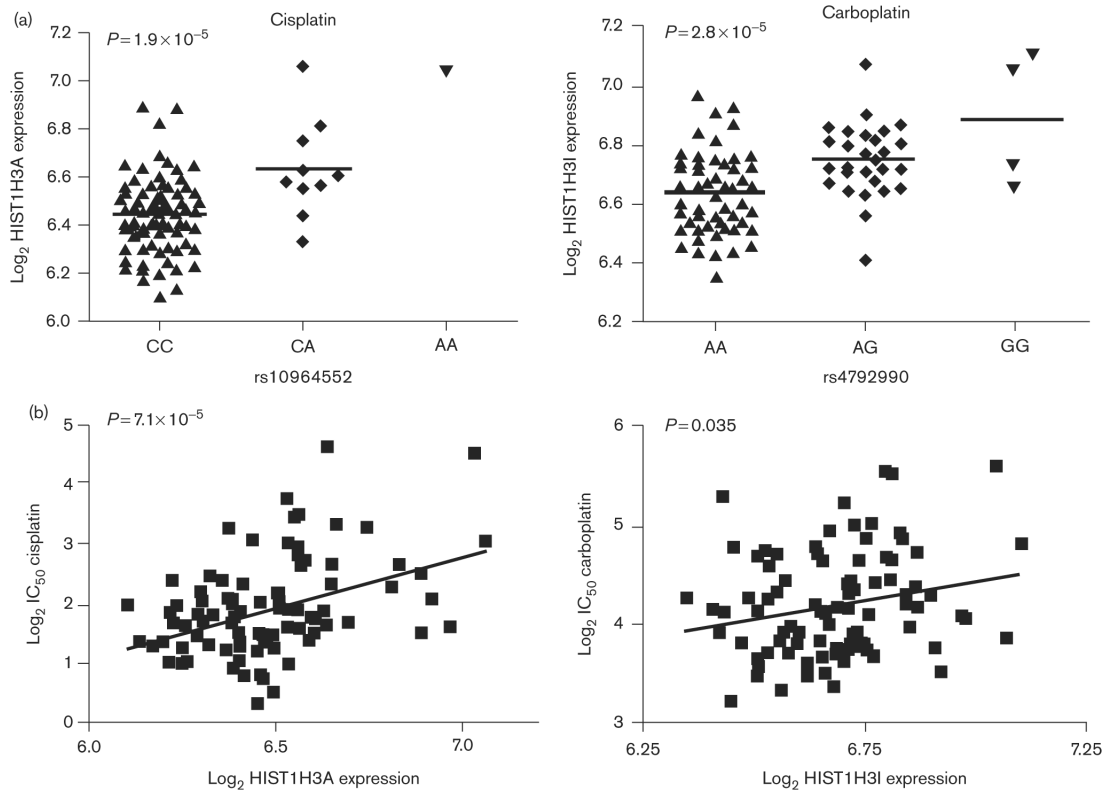 (a)
Cisplatin
P=1.9×10⁻⁵
Log₂ HIST1H3A expression
7.2
7.0
6.8
6.6
6.4
6.2
6.0
CC CA AA
rs10964552
Carboplatin
P=2.8×10⁻⁵
Log₂ HIST1H3I expression
7.2
7.0
6.8
6.6
6.4
6.2
AA AG GG
rs4792990
(b)
P=7.1×10⁻⁵
Log₂ IC₅₀ cisplatin
5
4
3
2
1
0
6.0 6.5 7.0
Log₂ HIST1H3A expression
P=0.035
Log₂ IC₅₀ carboplatin
6
5
4
3
6.25 6.75 7.25
Log₂ HIST1H3I expression